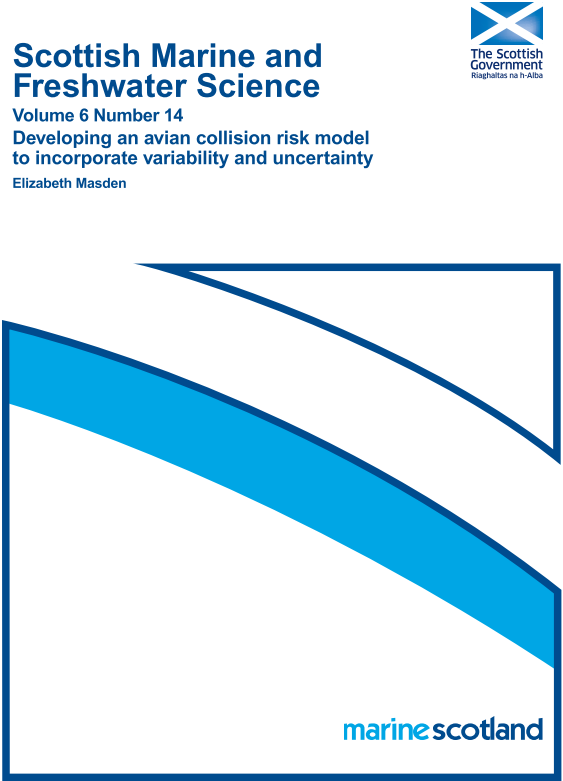 Scottish Marine and
Freshwater Science
Volume 6 Number 14
Developing an avian collision risk model
to incorporate variability and uncertainty
Elizabeth Masden
The Scottish
Government
Riaghaltas na h-Alba
marinescotland